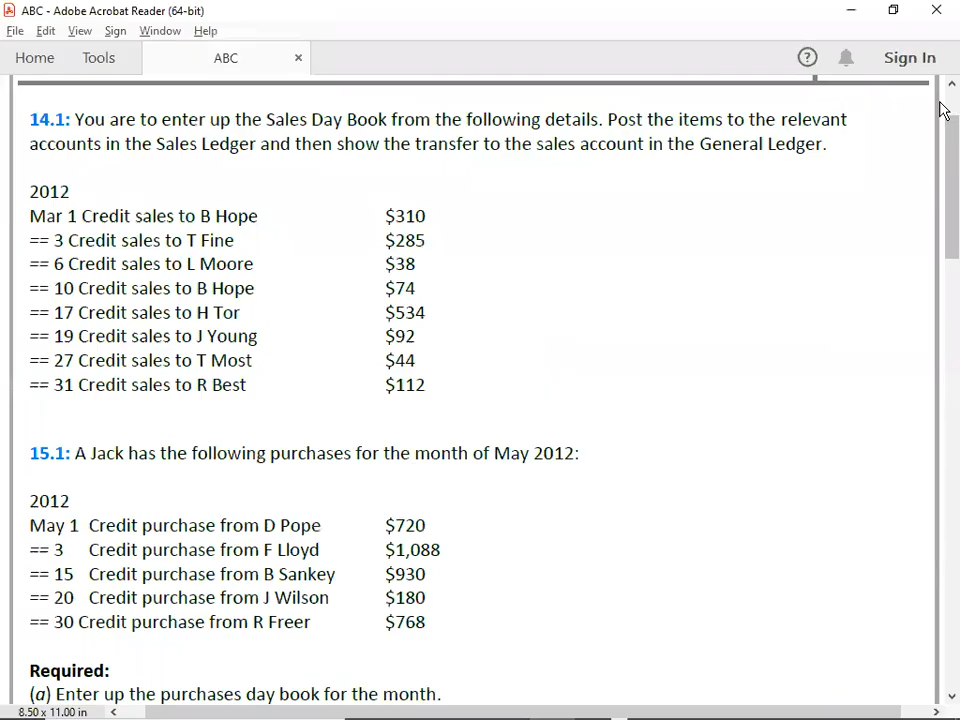 ABC - Adobe Acrobat Reader (64-bit)
File Edit View Sign Window Help
Home Tools ABC × ? Sign In
14.1: You are to enter up the Sales Day Book from the following details. Post the items to the relevant
accounts in the Sales Ledger and then show the transfer to the sales account in the General Ledger.
2012
Mar 1 Credit sales to B Hope $310
== 3 Credit sales to T Fine $285
== 6 Credit sales to L Moore $38
== 10 Credit sales to B Hope $74
== 17 Credit sales to H Tor $534
== 19 Credit sales to J Young $92
== 27 Credit sales to T Most $44
== 31 Credit sales to R Best $112
15.1: A Jack has the following purchases for the month of May 2012:
2012
May 1 Credit purchase from D Pope $720
== 3 Credit purchase from F Lloyd $1,088
== 15 Credit purchase from B Sankey $930
== 20 Credit purchase from J Wilson $180
== 30 Credit purchase from R Freer $768
Required:
(a) Enter up the purchases day book for the month.
8.50 x 11.00 in